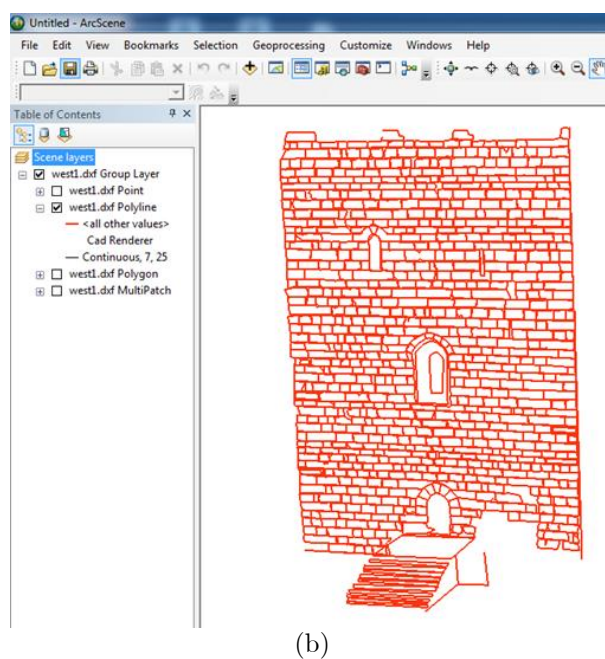 Untitled - ArcScene
File Edit View Bookmarks Selection Geoprocessing Customize Windows Help
Table of Contents
Scene layers
west1.dxf Group Layer
west1.dxf Point
west1.dxf Polyline
<all other values>
Cad Renderer
Continuous, 7, 25
west1.dxf Polygon
west1.dxf MultiPatch
(b)